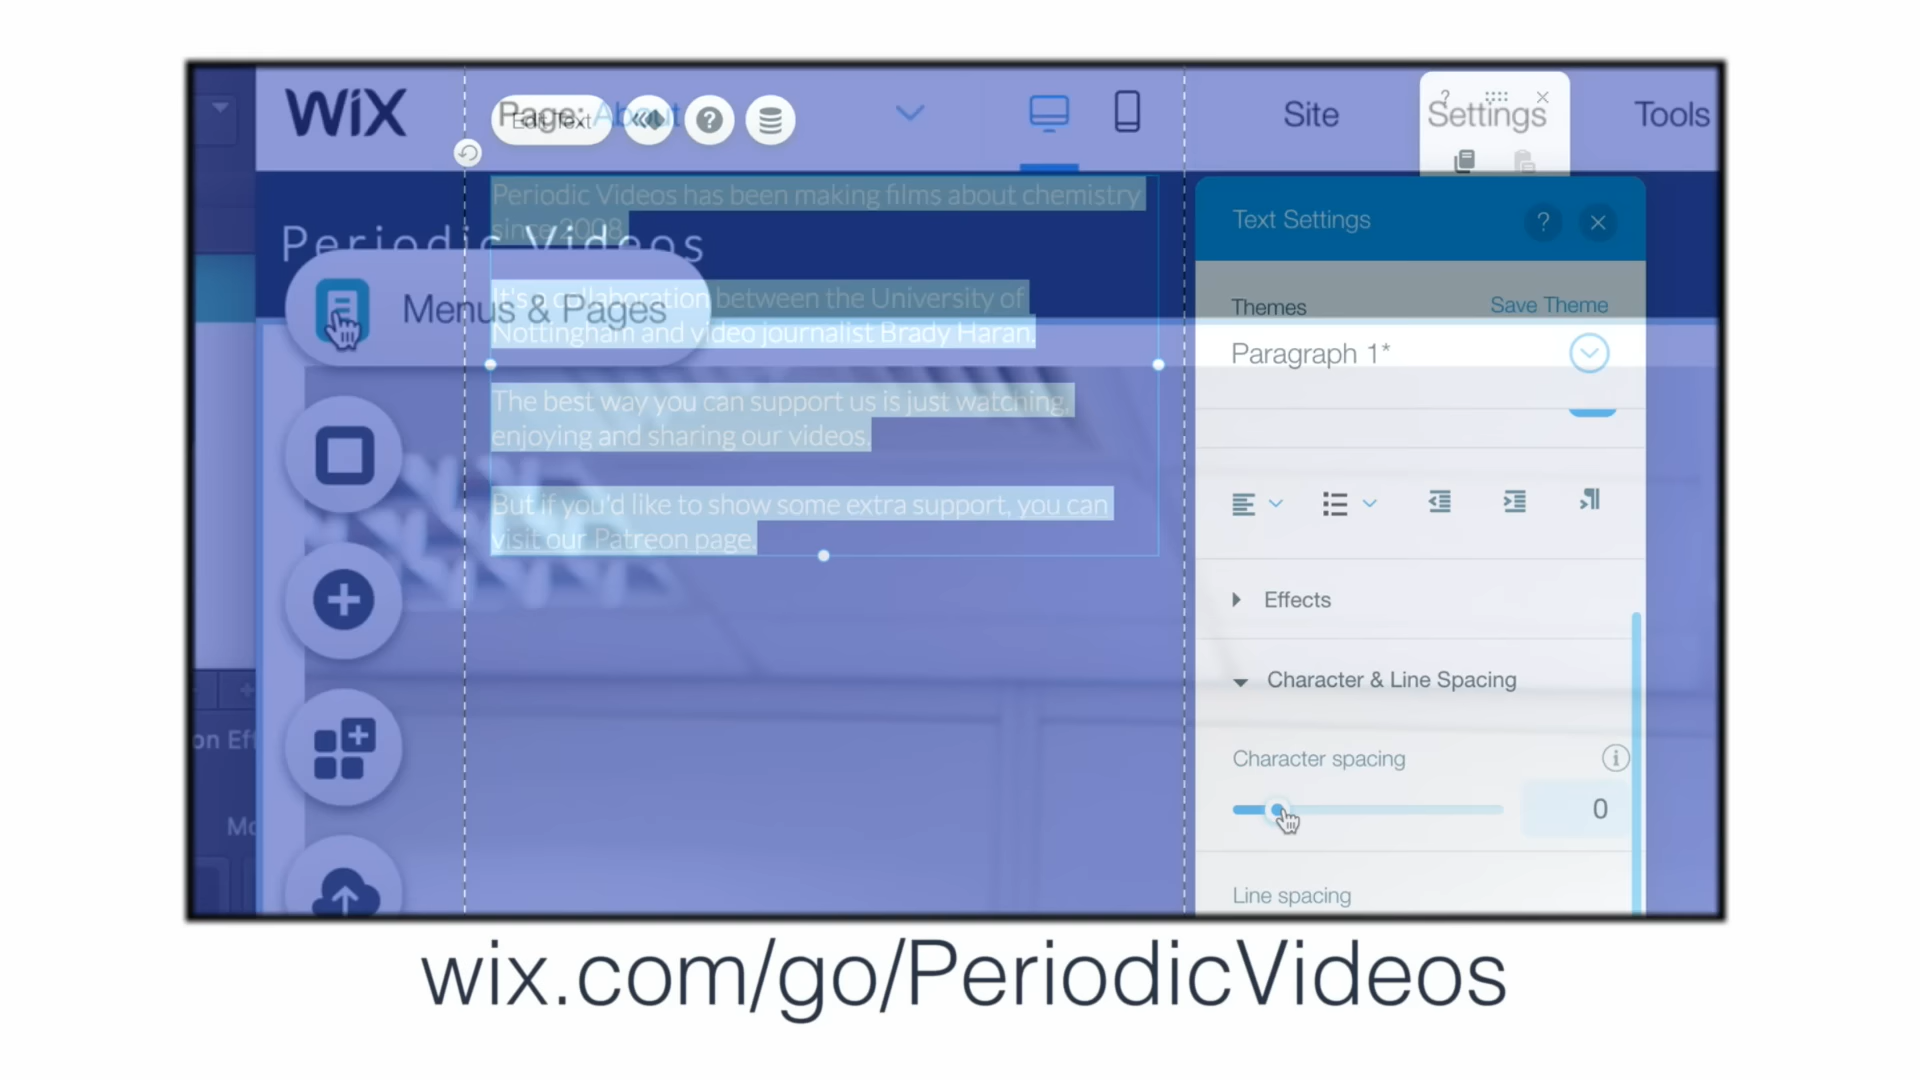 WiX
Page: About
Edit Text
Site
Settings
Tools
Periodic Videos has been making films about chemistry
since 2008.
Periodic Videos
Menus & Pages
It's a collaboration between the University of
Nottingham and video journalist Brady Haran.
The best way you can support us is just watching,
enjoying and sharing our videos.
But if you'd like to show some extra support, you can
visit our Patreon page.
Text Settings
?
Themes
Save Theme
Paragraph 1*
Effects
Character & Line Spacing
Character spacing
0
Line spacing
wix.com/go/PeriodicVideos